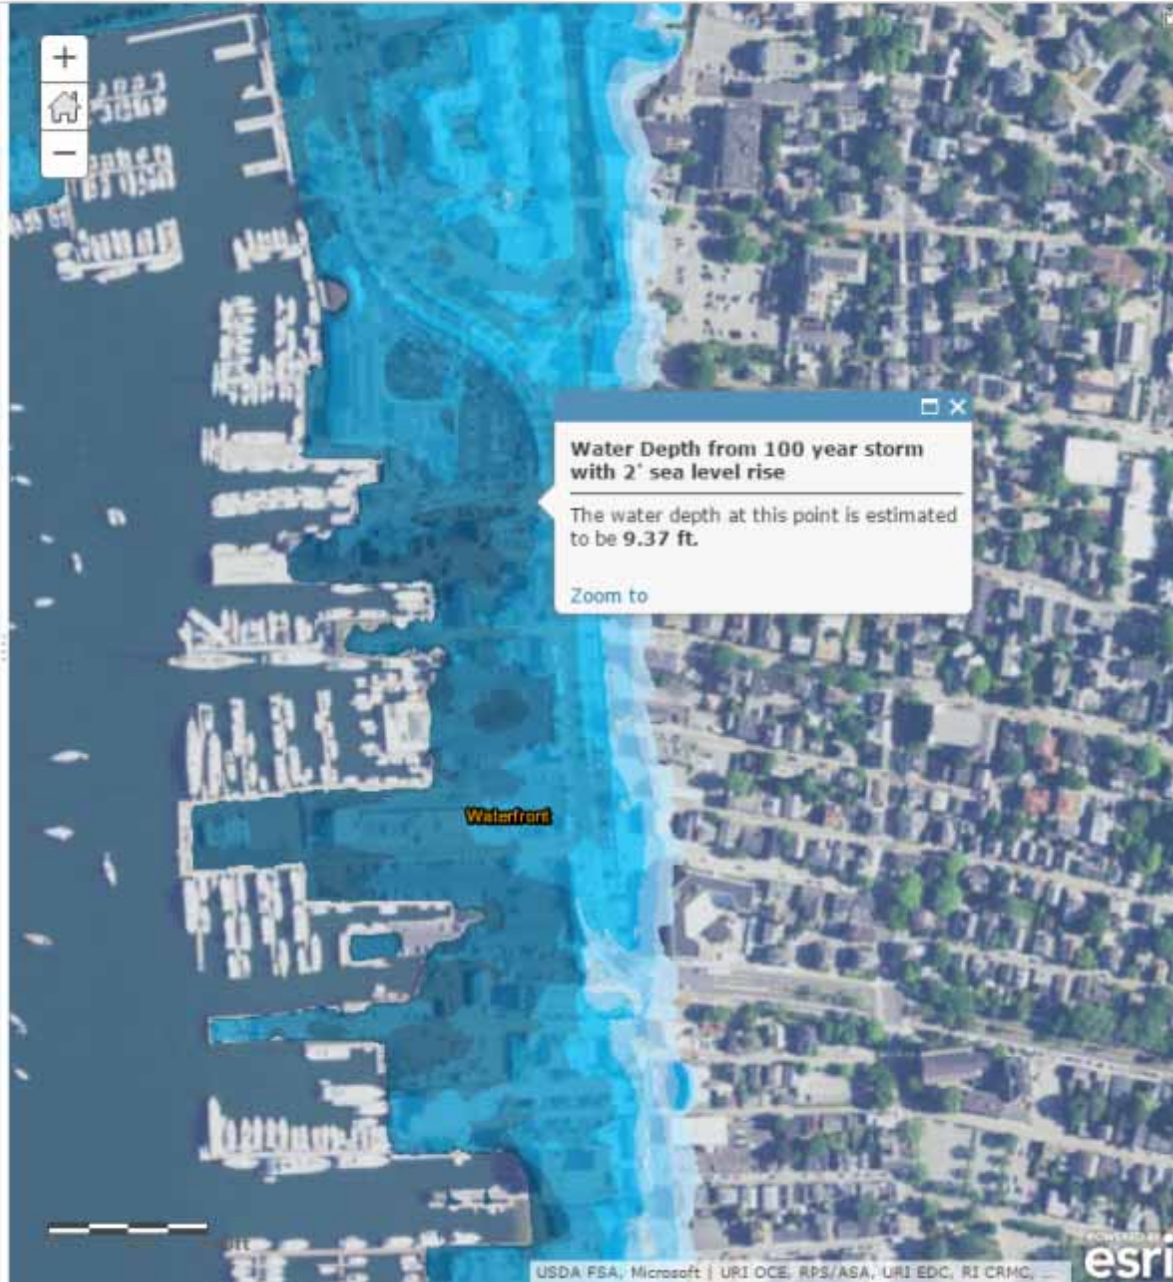 +
−
Water Depth from 100 year storm
with 2' sea level rise
The water depth at this point is estimated
to be 9.37 ft.
Zoom to
Waterfront
USDA FSA, Microsoft | URI OCE, RPS/ASA, URI EDC, RI CRMC,
POWERED BY
esri